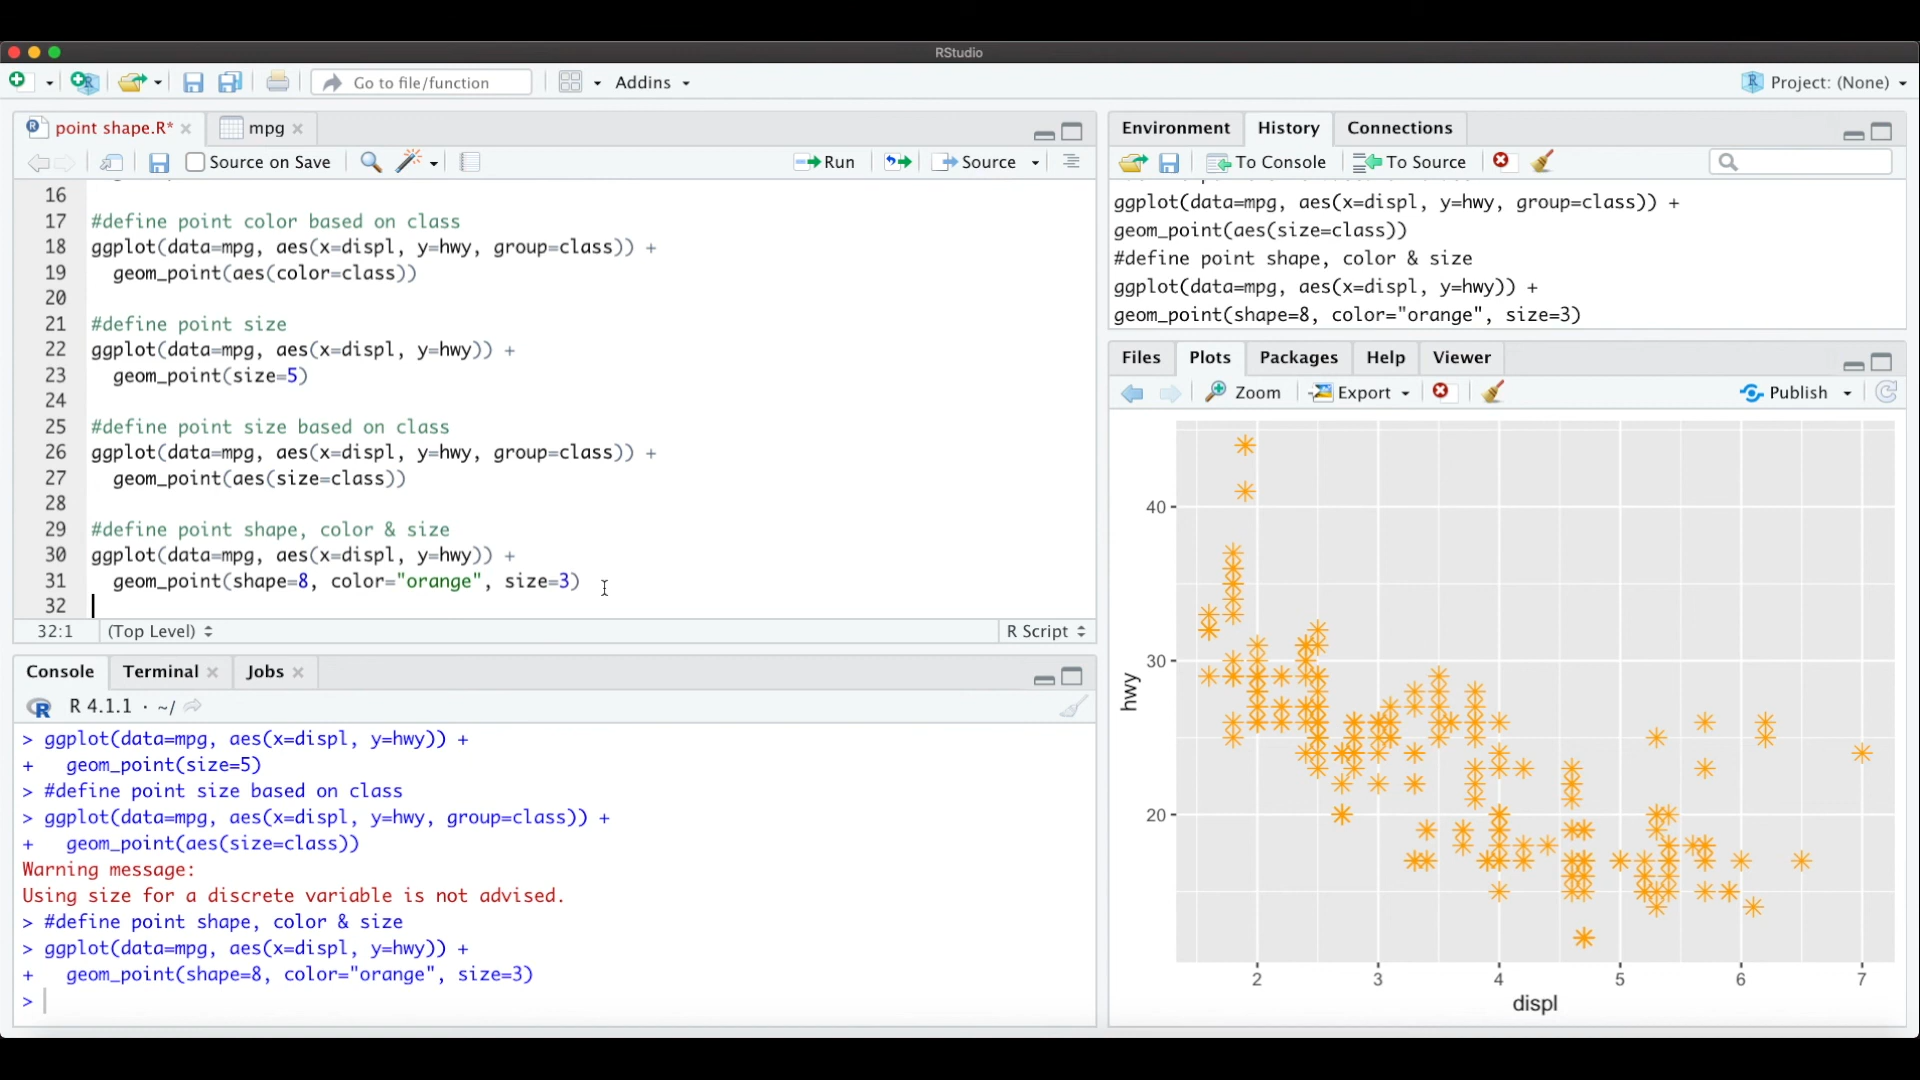 RStudio
Go to file/function
Addins
Project: (None)
point shape.R*
mpg
Source on Save
Run
Source
16
17 #define point color based on class
18 ggplot(data=mpg, aes(x=displ, y=hwy, group=class)) +
19 geom_point(aes(color=class))
20
21 #define point size
22 ggplot(data=mpg, aes(x=displ, y=hwy)) +
23 geom_point(size=5)
24
25 #define point size based on class
26 ggplot(data=mpg, aes(x=displ, y=hwy, group=class)) +
27 geom_point(aes(size=class))
28
29 #define point shape, color & size
30 ggplot(data=mpg, aes(x=displ, y=hwy)) +
31 geom_point(shape=8, color="orange", size=3)
32
32:1 (Top Level) R Script
Console Terminal Jobs
R 4.1.1 · ~/
> ggplot(data=mpg, aes(x=displ, y=hwy)) +
+ geom_point(size=5)
> #define point size based on class
> ggplot(data=mpg, aes(x=displ, y=hwy, group=class)) +
+ geom_point(aes(size=class))
Warning message:
Using size for a discrete variable is not advised.
> #define point shape, color & size
> ggplot(data=mpg, aes(x=displ, y=hwy)) +
+ geom_point(shape=8, color="orange", size=3)
>
Environment History Connections
To Console To Source
ggplot(data=mpg, aes(x=displ, y=hwy, group=class)) +
geom_point(aes(size=class))
#define point shape, color & size
ggplot(data=mpg, aes(x=displ, y=hwy)) +
geom_point(shape=8, color="orange", size=3)
Files Plots Packages Help Viewer
Zoom Export Publish
40
30
20
hwy
2 3 4 5 6 7
displ